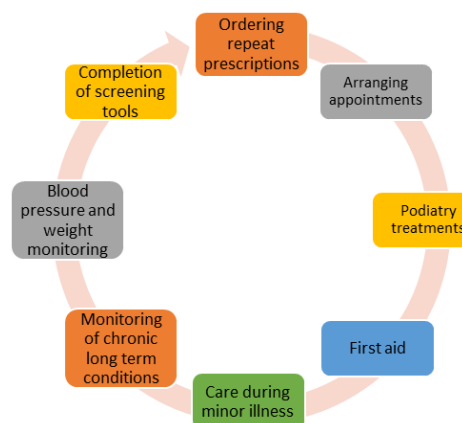 Ordering
repeat
prescriptions
Arranging
appointments
Podiatry
treatments
First aid
Care during
minor illness
Monitoring
of chronic
long term
conditions
Blood
pressure and
weight
monitoring
Completion
of screening
tools